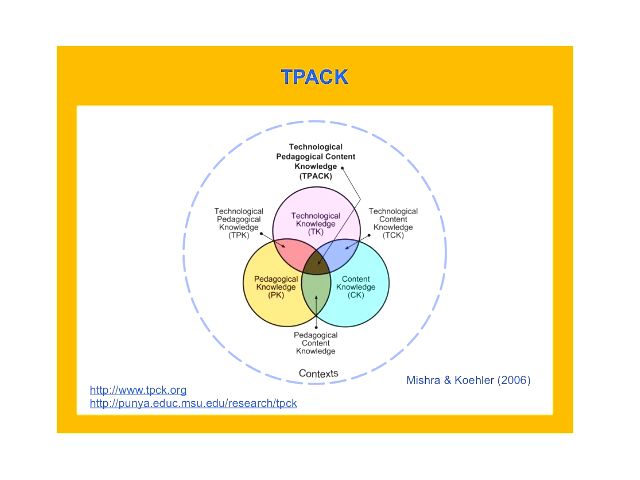 TPACK
Technological
Pedagogical Content
Knowledge
(TPACK)
Technological
Pedagogical
Knowledge
(TPK)
Technological
Knowledge
(TK)
Technological
Content
Knowledge
(TCK)
Pedagogical
Knowledge
(PK)
Content
Knowledge
(CK)
Pedagogical
Content
Knowledge
Contexts
Mishra & Koehler (2006)
http://www.tpck.org
http://punya.educ.msu.edu/research/tpck